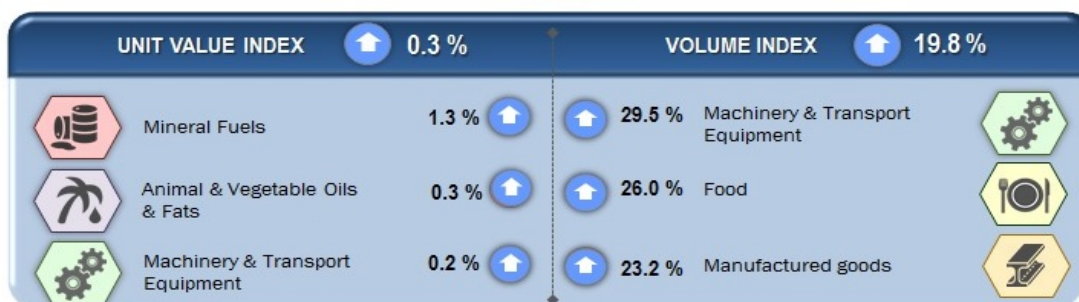 UNIT VALUE INDEX 0.3 %
Mineral Fuels 1.3 %
Animal & Vegetable Oils
& Fats 0.3 %
Machinery & Transport
Equipment 0.2 %
VOLUME INDEX 19.8 %
29.5 % Machinery & Transport
Equipment
26.0 % Food
23.2 % Manufactured goods